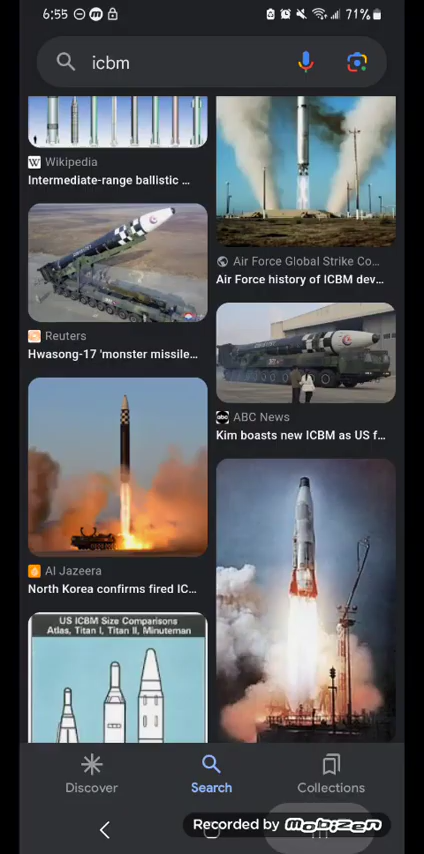 6:55
71%
icbm
Wikipedia
Intermediate-range ballistic ...
Air Force Global Strike Co...
Air Force history of ICBM dev...
Reuters
Hwasong-17 'monster missile...
abc
ABC News
Kim boasts new ICBM as US f...
Al Jazeera
North Korea confirms fired IC...
US ICBM Size Comparisons
Atlas, Titan I, Titan II, Minuteman
Discover
Search
Collections
Recorded by MobiZen